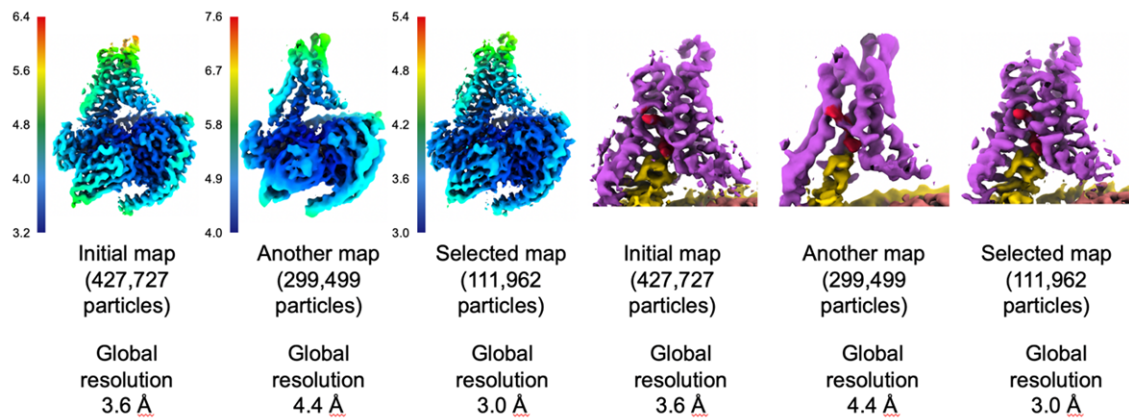 6.4
5.6
4.8
4.0
3.2
7.6
6.7
5.8
4.9
4.0
5.4
4.8
4.2
3.6
3.0
Initial map
(427,727
particles)
Global
resolution
3.6 Å
Another map
(299,499
particles)
Global
resolution
4.4 Å
Selected map
(111,962
particles)
Global
resolution
3.0 Å
Initial map
(427,727
particles)
Global
resolution
3.6 Å
Another map
(299,499
particles)
Global
resolution
4.4 Å
Selected map
(111,962
particles)
Global
resolution
3.0 Å